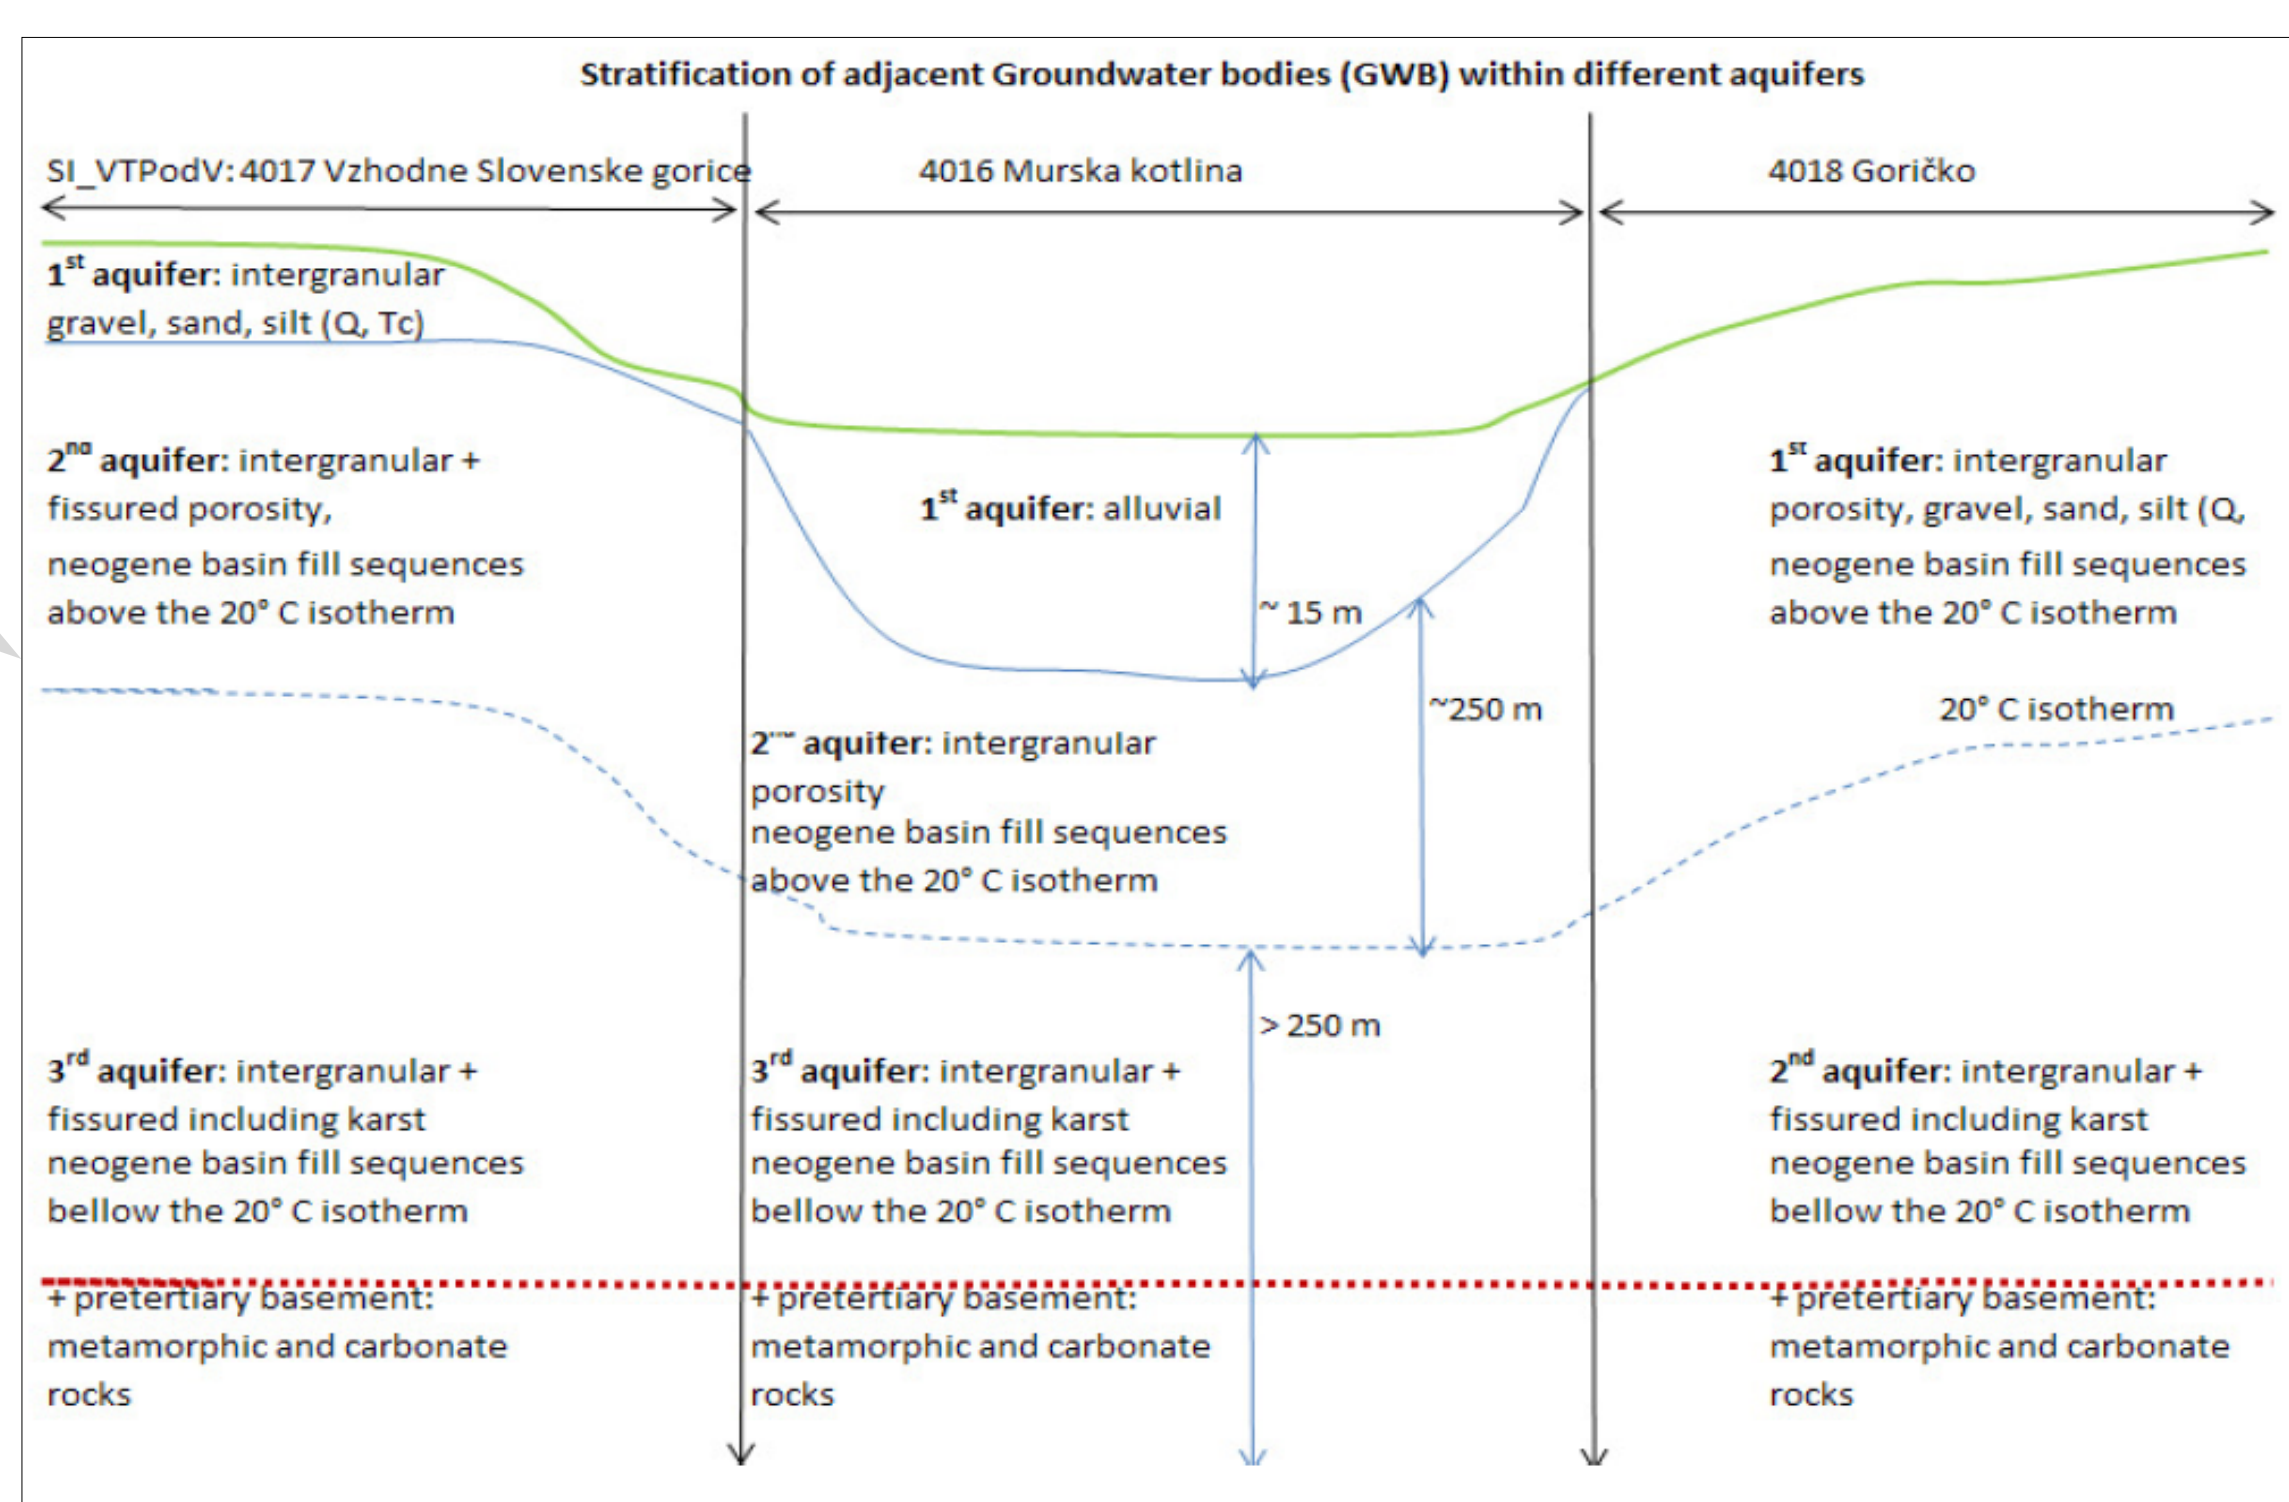 Stratification of adjacent Groundwater bodies (GWB) within different aquifers
SI_VTPodV: 4017 Vzhodne Slovenske gorice
4016 Murska kotlina
4018 Goričko
1st aquifer: intergranular
gravel, sand, silt (Q, Tc)
2nd aquifer: intergranular +
fissured porosity,
neogene basin fill sequences
above the 20° C isotherm
1st aquifer: alluvial
~ 15 m
~250 m
1st aquifer: intergranular
porosity, gravel, sand, silt (Q,
neogene basin fill sequences
above the 20° C isotherm
20° C isotherm
2nd aquifer: intergranular
porosity
neogene basin fill sequences
above the 20° C isotherm
> 250 m
3rd aquifer: intergranular +
fissured including karst
neogene basin fill sequences
bellow the 20° C isotherm
+ pretertiary basement:
metamorphic and carbonate
rocks
3rd aquifer: intergranular +
fissured including karst
neogene basin fill sequences
bellow the 20° C isotherm
+ pretertiary basement:
metamorphic and carbonate
rocks
2nd aquifer: intergranular +
fissured including karst
neogene basin fill sequences
bellow the 20° C isotherm
+ pretertiary basement:
metamorphic and carbonate
rocks